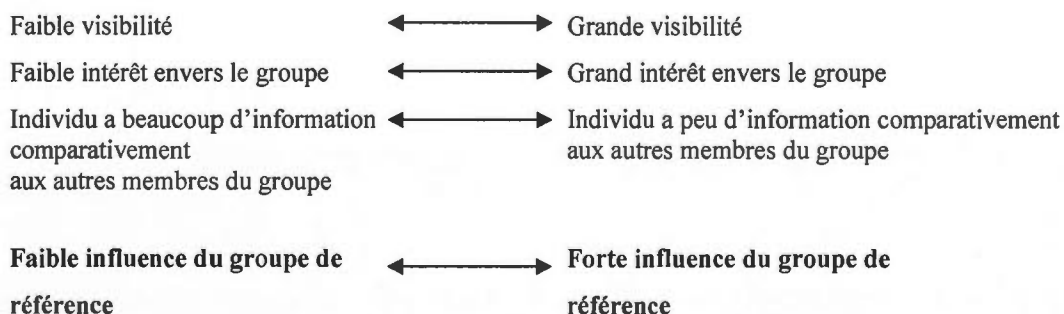 Faible visibilité Grande visibilité
Faible intérêt envers le groupe Grand intérêt envers le groupe
Individu a beaucoup d'information Individu a peu d'information comparativement
comparativement aux autres membres du groupe
aux autres membres du groupe
Faible influence du groupe de Forte influence du groupe de
référence référence